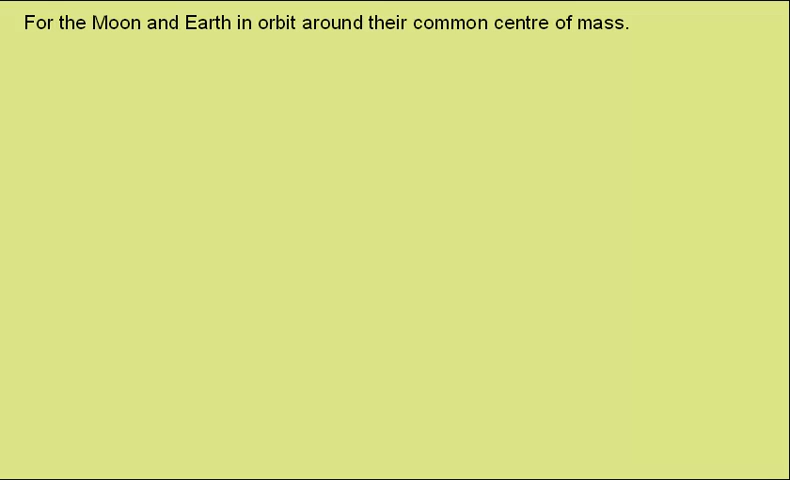 For the Moon and Earth in orbit around their common centre of mass.